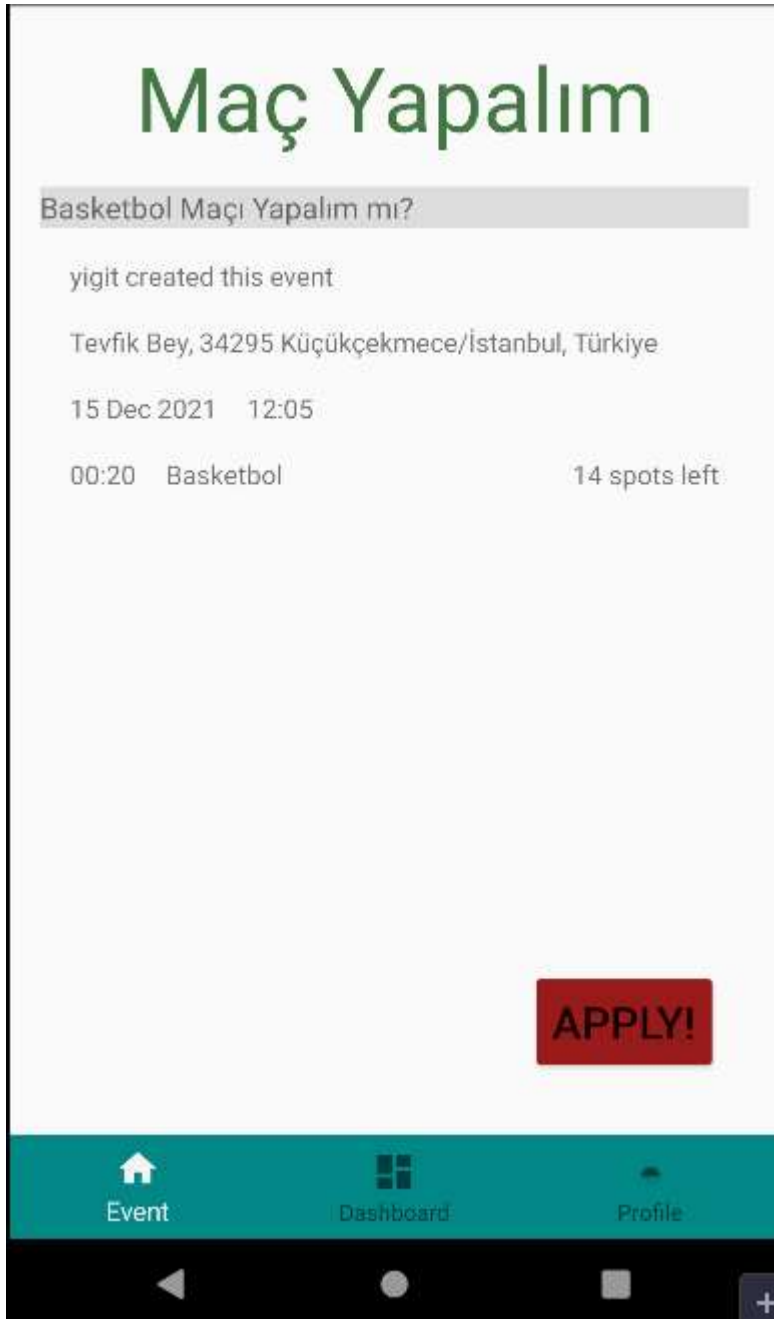 Maç Yapalım
Basketbol Maçı Yapalım mı?
yigit created this event
Tevfik Bey, 34295 Küçükçekmece/İstanbul, Türkiye
15 Dec 2021 12:05
00:20 Basketbol 14 spots left
APPLY!
Event Dashboard Profile